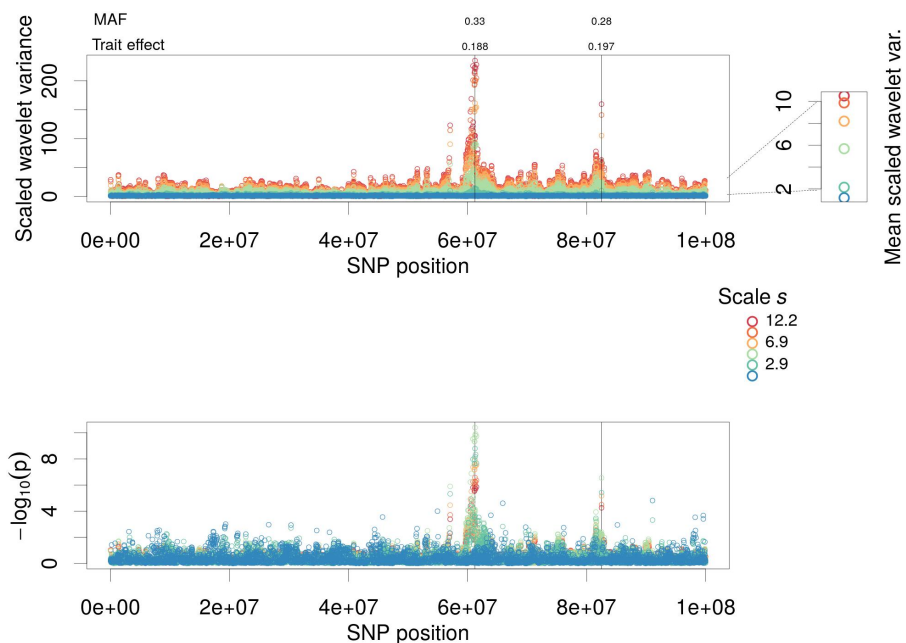 MAF 0.33 0.28
Trait effect 0.188 0.197
Scaled wavelet variance
0 100 200
0e+00 2e+07 4e+07 6e+07 8e+07 1e+08
SNP position
2 6 10
Mean scaled wavelet var.
Scale s
12.2
6.9
2.9
−log10(p)
0 4 8
0e+00 2e+07 4e+07 6e+07 8e+07 1e+08
SNP position